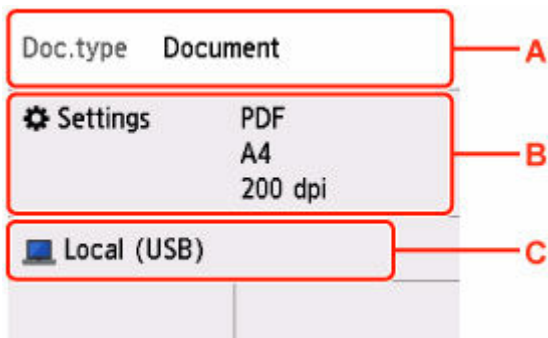 Doc.type Document
A
Settings PDF
A4
200 dpi
B
Local (USB)
C